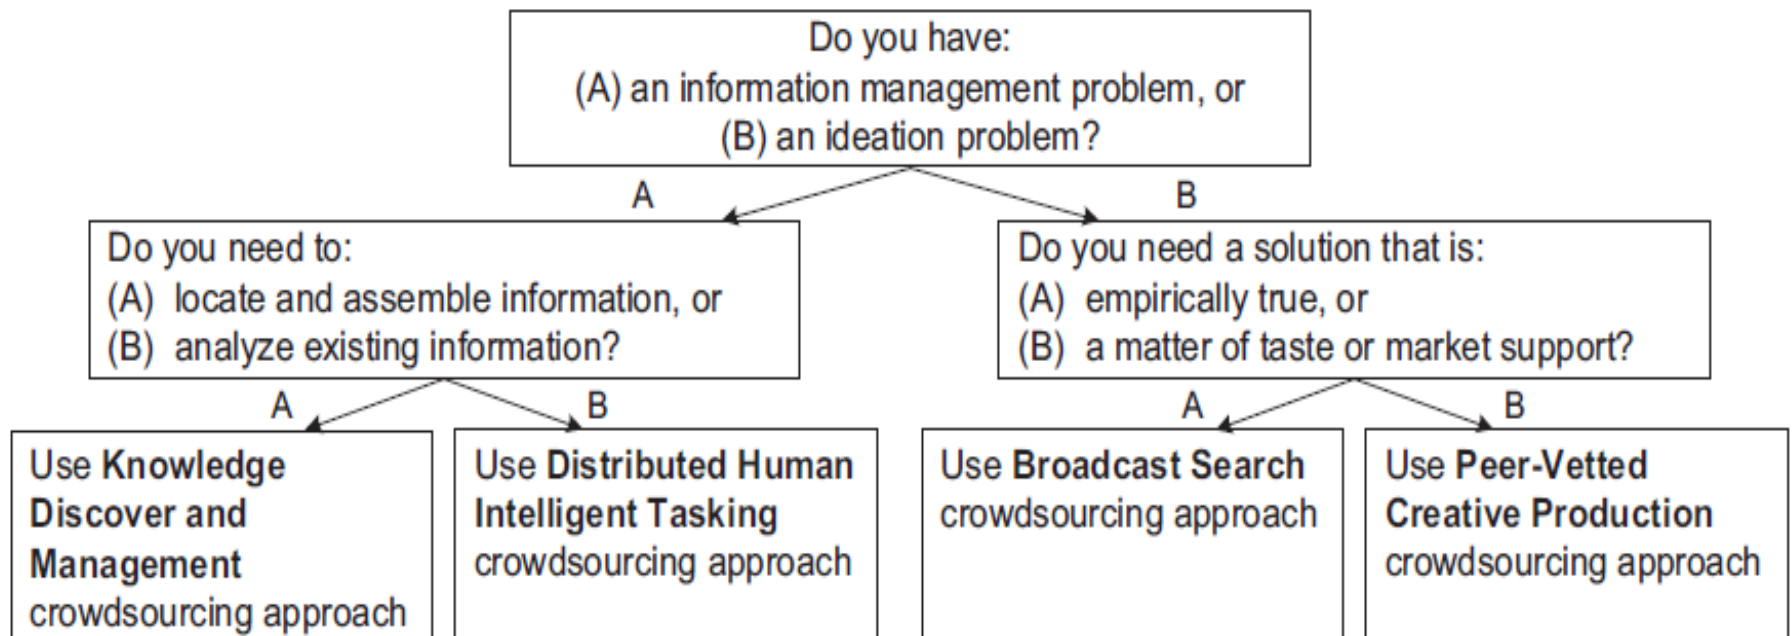 Do you have:
(A) an information management problem, or
(B) an ideation problem?
A
B
Do you need to:
(A) locate and assemble information, or
(B) analyze existing information?
Do you need a solution that is:
(A) empirically true, or
(B) a matter of taste or market support?
A
B
A
B
Use Knowledge
Discover and
Management
crowdsourcing approach
Use Distributed Human
Intelligent Tasking
crowdsourcing approach
Use Broadcast Search
crowdsourcing approach
Use Peer-Vetted
Creative Production
crowdsourcing approach